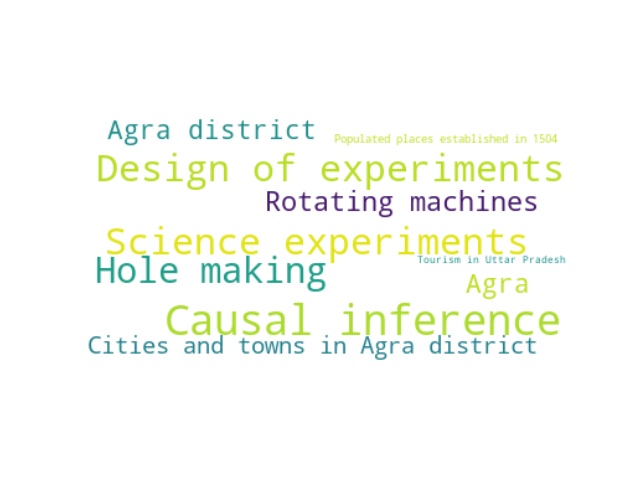 Agra district
Populated places established in 1504
Design of experiments
Rotating machines
Science experiments
Tourism in Uttar Pradesh
Hole making
Agra
Causal inference
Cities and towns in Agra district